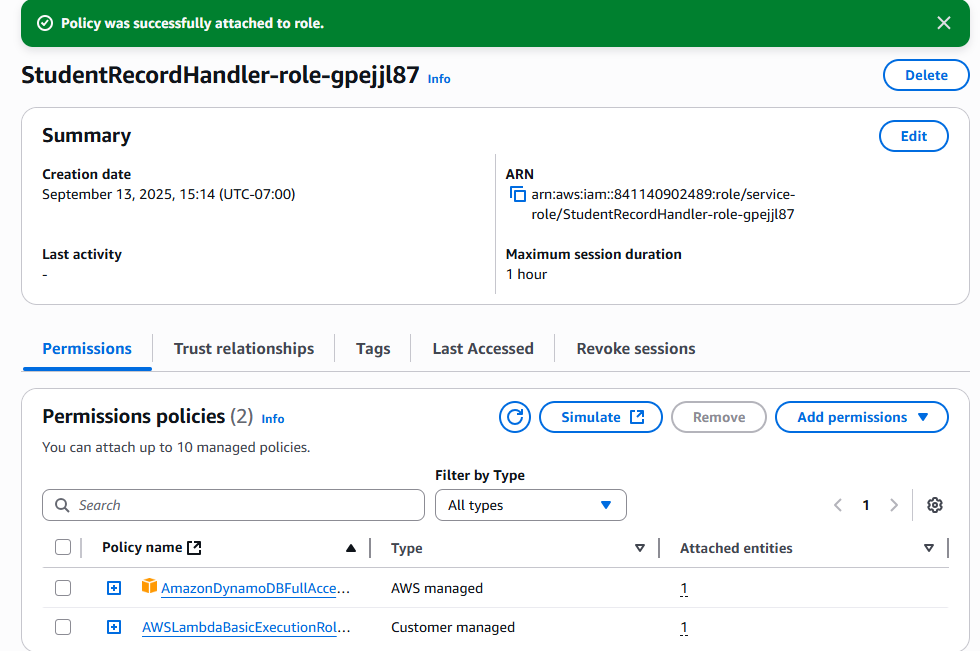 Policy was successfully attached to role.
StudentRecordHandler-role-gpejjl87 Info
Delete
Summary
Edit
Creation date
September 13, 2025, 15:14 (UTC-07:00)
ARN
arn:aws:iam::841140902489:role/service-
role/StudentRecordHandler-role-gpejjl87
Last activity
-
Maximum session duration
1 hour
Permissions
Trust relationships
Tags
Last Accessed
Revoke sessions
Permissions policies (2) Info
Simulate
Remove
Add permissions
You can attach up to 10 managed policies.
Filter by Type
Search
All types
1
Policy name
Type
Attached entities
AmazonDynamoDBFullAcce...
AWS managed
1
AWSLambdaBasicExecutionRol...
Customer managed
1